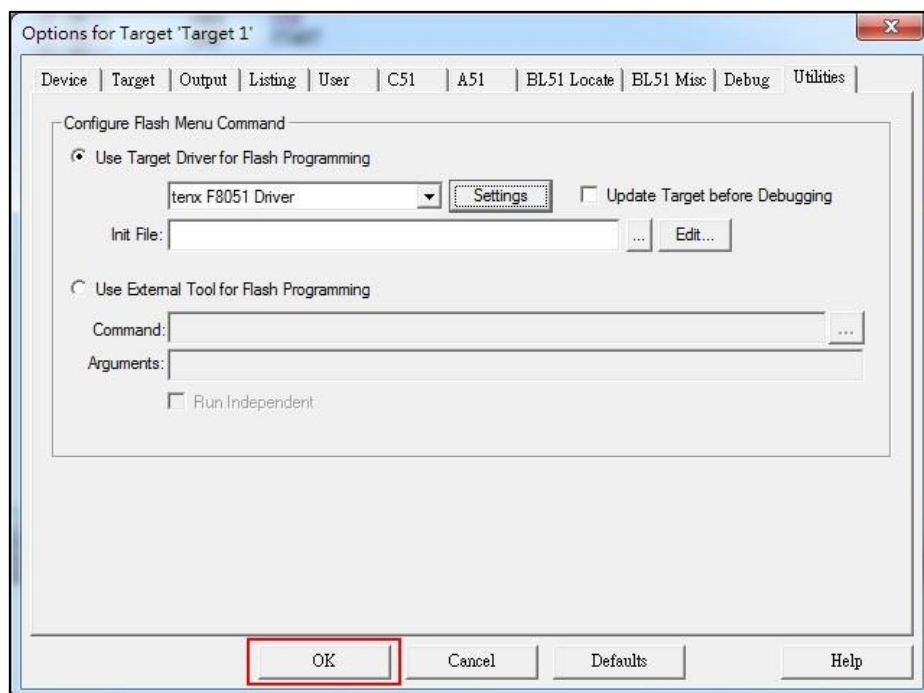 Options for Target 'Target 1'
Device Target Output Listing User C51 A51 BL51 Locate BL51 Misc Debug Utilities
Configure Flash Menu Command
Use Target Driver for Flash Programming
tenx F8051 Driver Settings Update Target before Debugging
Init File: ... Edit...
Use External Tool for Flash Programming
Command: ...
Arguments:
Run Independent
OK Cancel Defaults Help